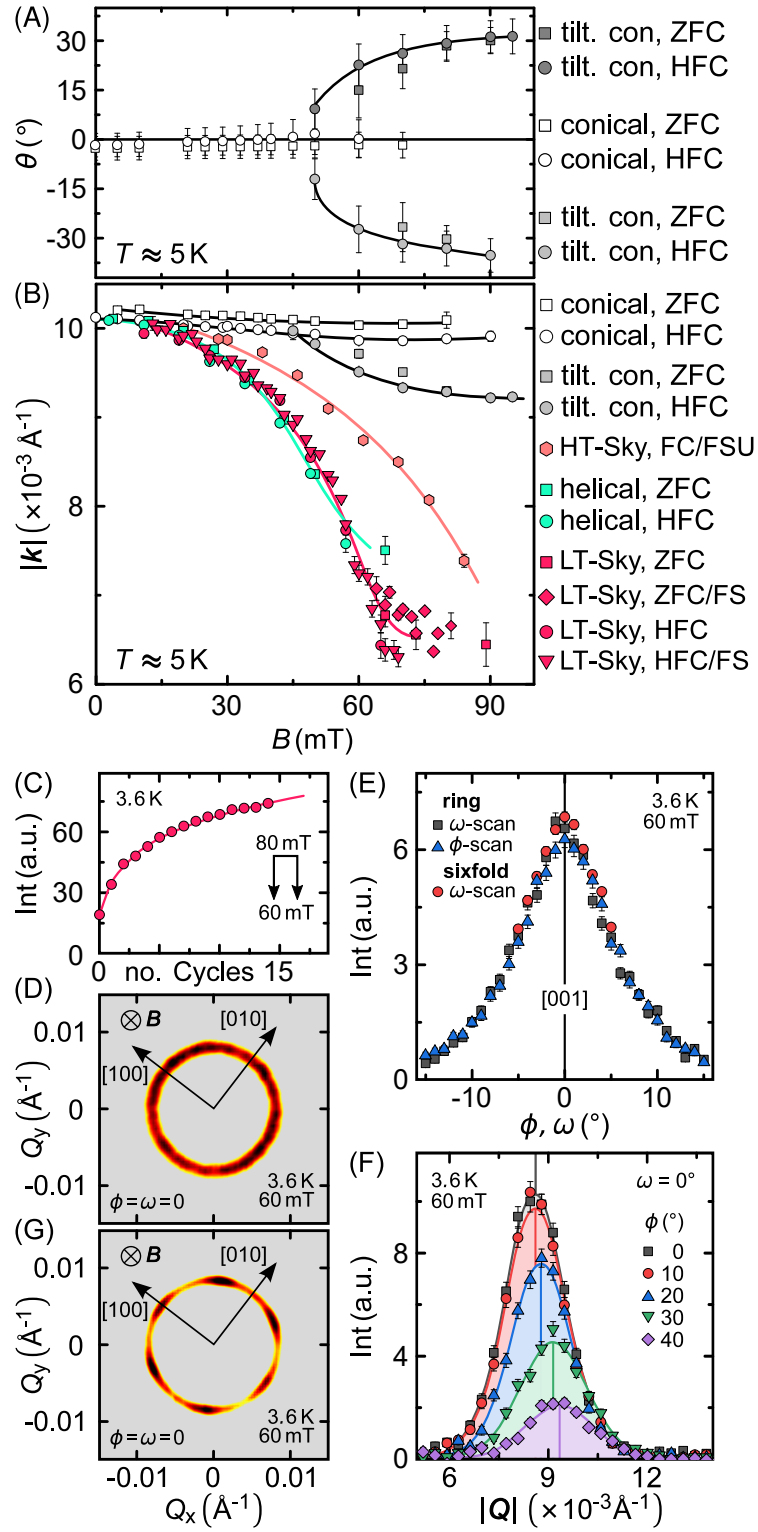 (A)
30
15
0
-15
-30
θ (°)
T ≈ 5 K
tilt. con, ZFC
tilt. con, HFC
conical, ZFC
conical, HFC
tilt. con, ZFC
tilt. con, HFC
(B)
10
8
6
|k| (×10⁻³ Å⁻¹)
T ≈ 5 K
0 30 60 90
B (mT)
conical, ZFC
conical, HFC
tilt. con, ZFC
tilt. con, HFC
HT-Sky, FC/FSU
helical, ZFC
helical, HFC
LT-Sky, ZFC
LT-Sky, ZFC/FS
LT-Sky, HFC
LT-Sky, HFC/FS
(C)
3.6 K
75
50
25
0
Int (a.u.)
80 mT
60 mT
0 no. Cycles 15
(D)
0.01
0
-0.01
Qy (Å⁻¹)
⊗ B
[010]
[100]
3.6 K
60 mT
ϕ = ω = 0
(G)
0.01
0
-0.01
Qy (Å⁻¹)
⊗ B
[010]
[100]
3.6 K
60 mT
ϕ = ω = 0
-0.01 0 0.01
Qx (Å⁻¹)
(E)
6
3
0
Int (a.u.)
ring
ω-scan
ϕ-scan
sixfold
ω-scan
3.6 K
60 mT
[001]
-10 0 10
ϕ, ω (°)
(F)
3.6 K
60 mT
ω = 0°
ϕ (°)
0
10
20
30
40
8
4
0
Int (a.u.)
6 9 12
|Q| (×10⁻³Å⁻¹)